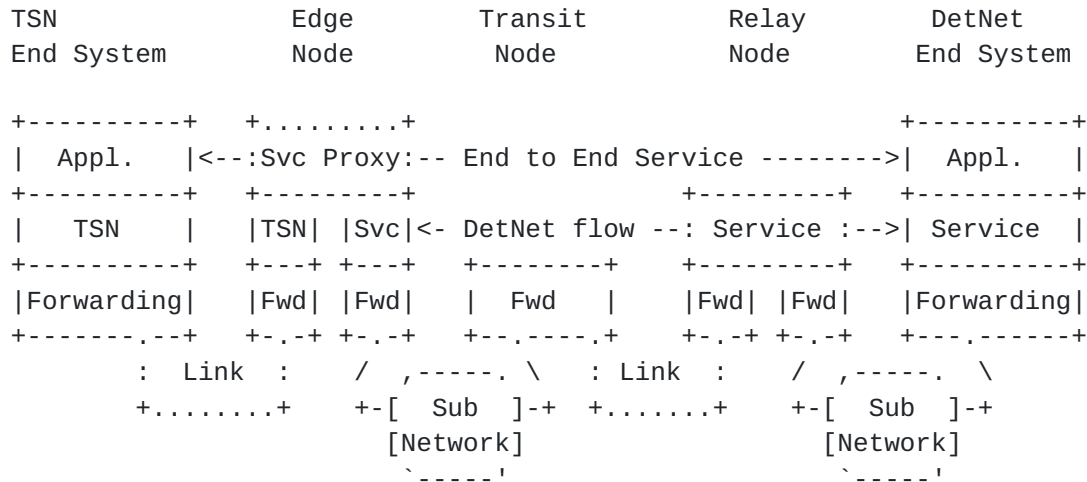 TSN                Edge          Transit             Relay         DetNet
End System         Node            Node              Node        End System

+----------+   +.........+                                      +----------+
|  Appl.   |<--:Svc Proxy:-- End to End Service -------->|  Appl.   |
+----------+   +---------+                   +---------+   +----------+
|   TSN    |   |TSN| |Svc|<- DetNet flow --: Service :-->| Service  |
+----------+   +---+ +---+   +--------+    +---------+   +----------+
|Forwarding|   |Fwd| |Fwd|   |  Fwd   |    |Fwd| |Fwd|   |Forwarding|
+-------.--+   +-.-+ +-.-+   +--.----.+    +-.-+ +-.-+   +---.------+
        :  Link  :    /  ,-----. \   : Link  :    /  ,-----.  \
        +........+    +-[  Sub  ]-+  +.......+    +-[  Sub  ]-+
                        [Network]                   [Network]
                         `-----'                     `-----'